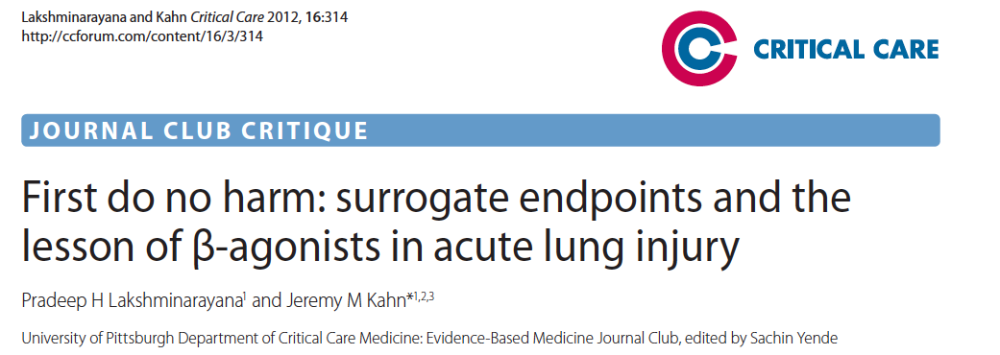 Lakshminarayana and Kahn Critical Care 2012, 16:314
http://ccforum.com/content/16/3/314
CRITICAL CARE
JOURNAL CLUB CRITIQUE
First do no harm: surrogate endpoints and the
lesson of β-agonists in acute lung injury
Pradeep H Lakshminarayana1 and Jeremy M Kahn*1,2,3
University of Pittsburgh Department of Critical Care Medicine: Evidence-Based Medicine Journal Club, edited by Sachin Yende